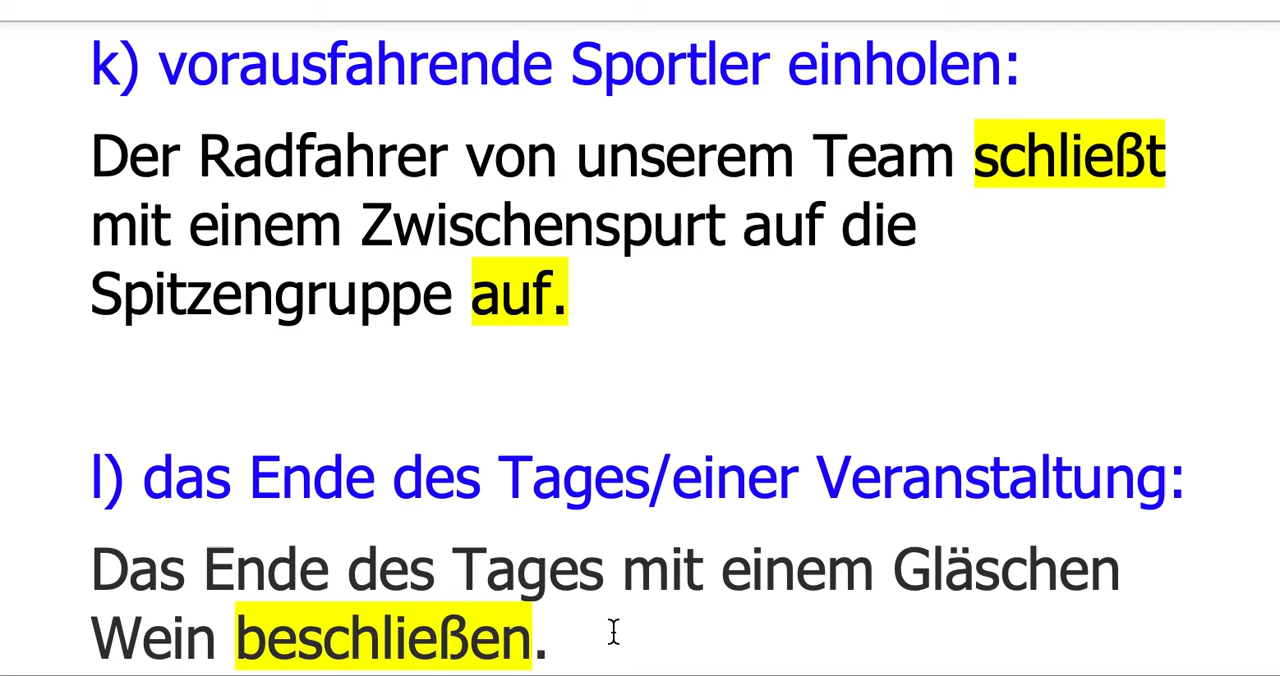 k) vorausfahrende Sportler einholen:
Der Radfahrer von unserem Team schließt
mit einem Zwischenspurt auf die
Spitzengruppe auf.
l) das Ende des Tages/einer Veranstaltung:
Das Ende des Tages mit einem Gläschen
Wein beschließen.